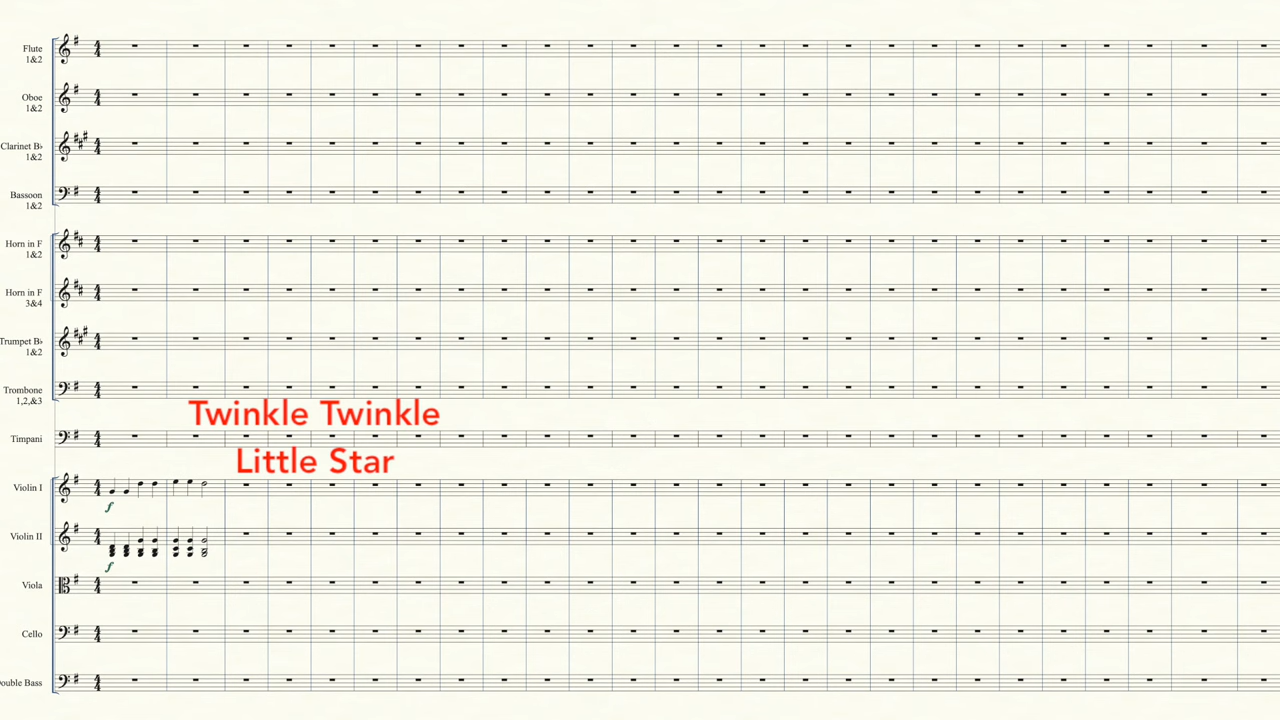 Flute
1&2
Oboe
1&2
Clarinet B♭
1&2
Bassoon
1&2
Horn in F
1&2
Horn in F
3&4
Trumpet B♭
1&2
Trombone
1,2,&3
Twinkle Twinkle
Timpani
Little Star
Violin I
f
Violin II
f
Viola
Cello
ouble Bass